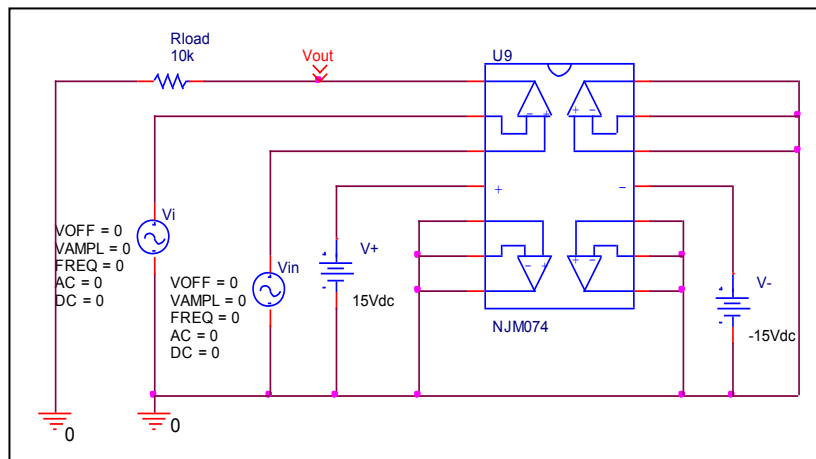 Rload
10k
Vout
U9
Vi
VOFF = 0
VAMPL = 0
FREQ = 0
AC = 0
DC = 0
Vin
VOFF = 0
VAMPL = 0
FREQ = 0
AC = 0
DC = 0
V+
15Vdc
- +
+ -
+
-
- +
+ -
NJM074
V-
-15Vdc
0
0